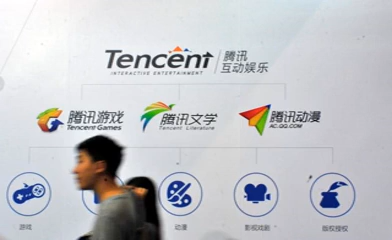 Tencent
腾讯
互动娱乐
INTERACTIVE ENTERTAINMENT
腾讯游戏
Tencent Games
腾讯文学
Tencent Literature
腾讯动漫
AC.QQ.COM
游戏
动漫
影视戏剧
版权授权